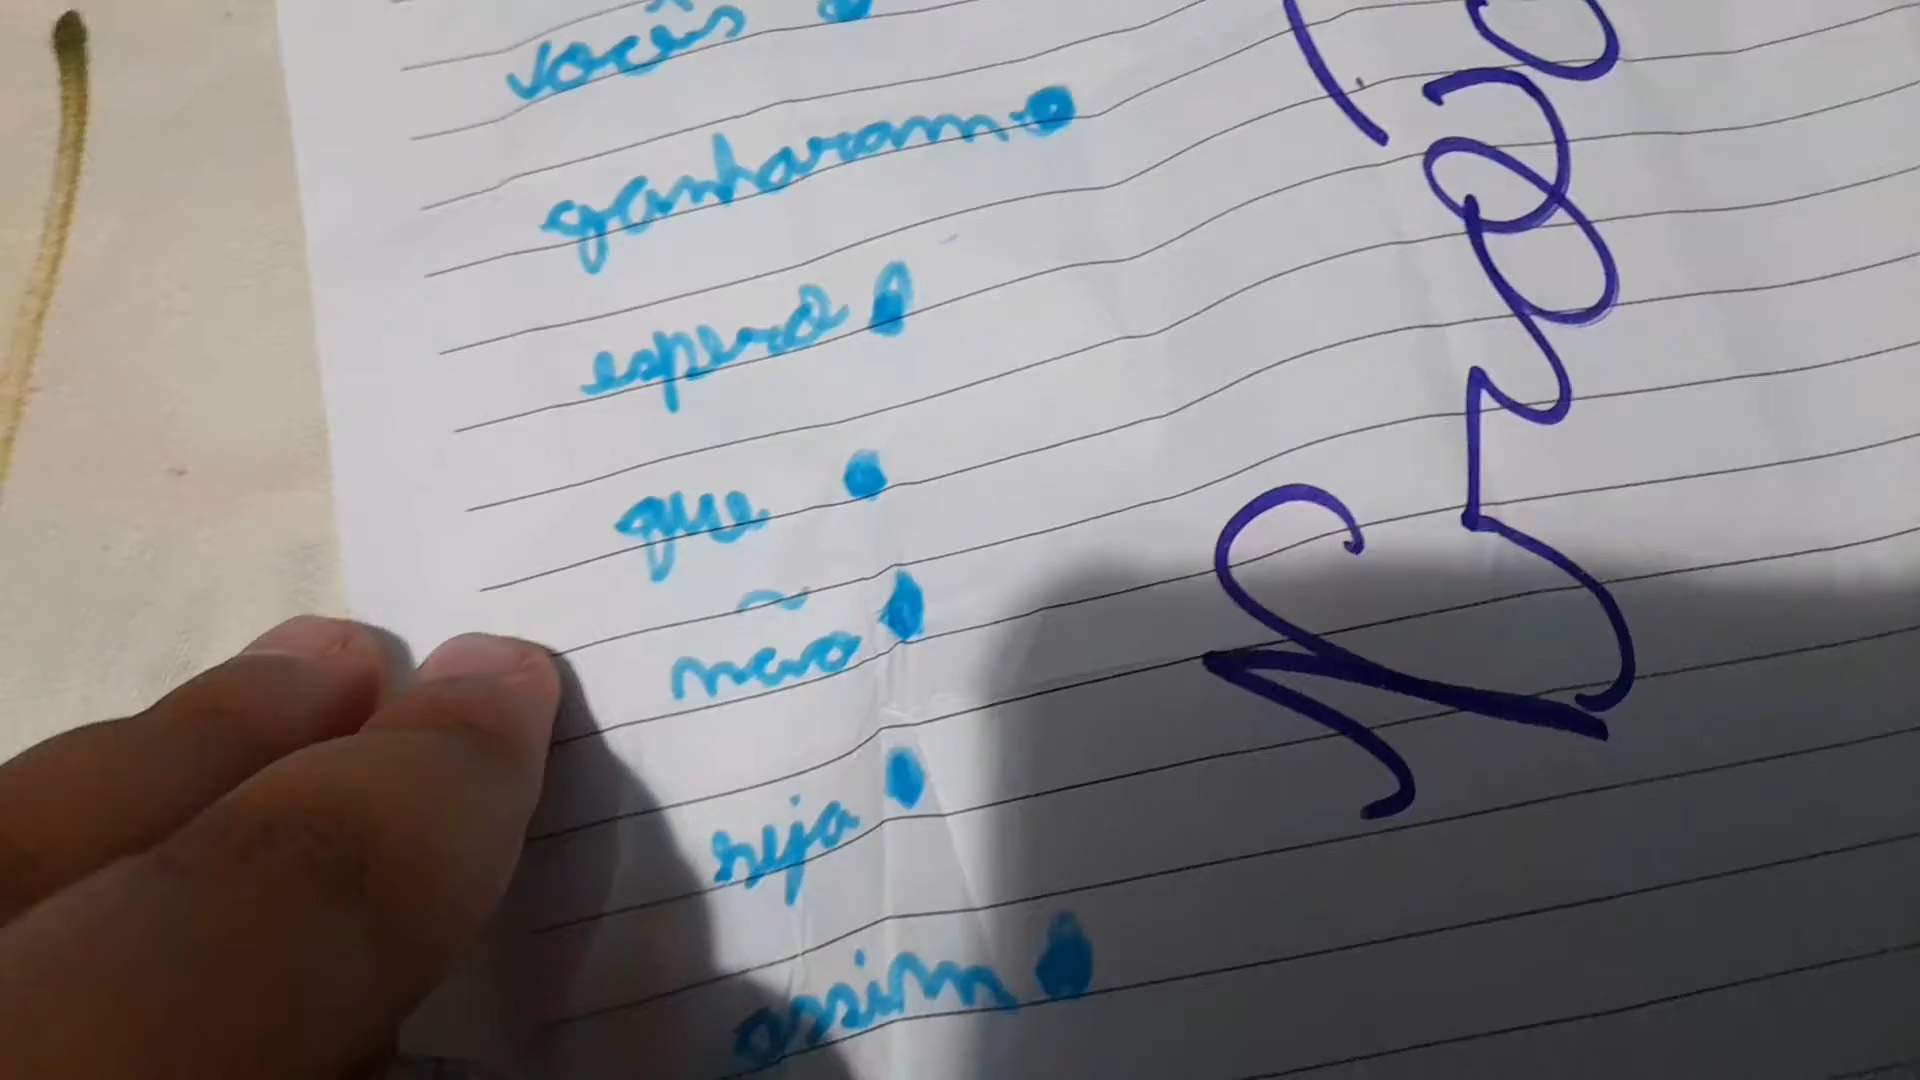 vocês
ganharam
espero
que
não
seja
assim